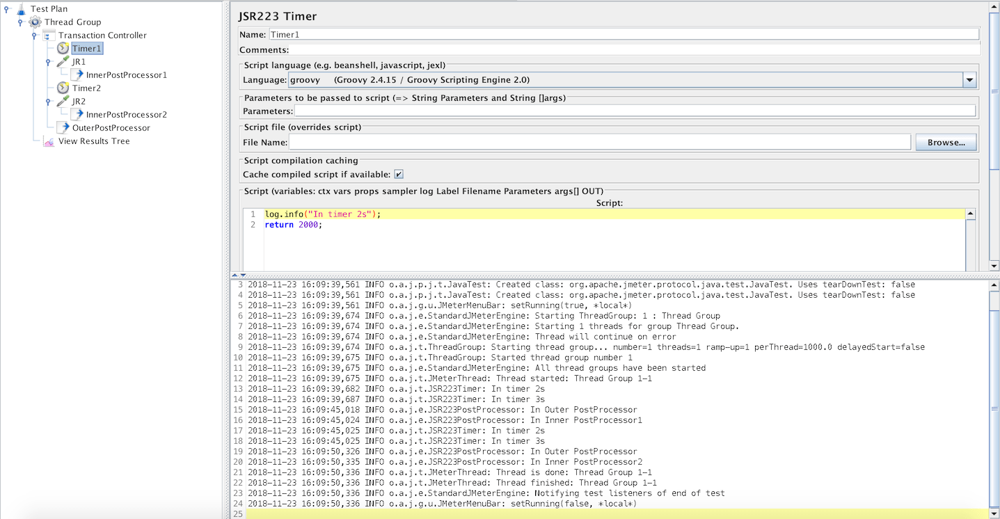 Test Plan
Thread Group
Transaction Controller
Timer1
JR1
InnerPostProcessor1
Timer2
JR2
InnerPostProcessor2
OuterPostProcessor
View Results Tree
JSR223 Timer
Name: Timer1
Comments:
Script language (e.g. beanshell, javascript, jexl)
Language: groovy (Groovy 2.4.15 / Groovy Scripting Engine 2.0)
Parameters to be passed to script (=> String Parameters and String []args)
Parameters:
Script file (overrides script)
File Name: Browse...
Script compilation caching
Cache compiled script if available:
Script (variables: ctx vars props sampler log Label Filename Parameters args[] OUT)
Script:
1 log.info("In timer 2s");
2 return 2000;
3 2018-11-23 16:09:39,561 INFO o.a.j.p.j.t.JavaTest: Created class: org.apache.jmeter.protocol.java.test.JavaTest. Uses tearDownTest: false
4 2018-11-23 16:09:39,561 INFO o.a.j.p.j.t.JavaTest: Created class: org.apache.jmeter.protocol.java.test.JavaTest. Uses tearDownTest: false
5 2018-11-23 16:09:39,561 INFO o.a.j.g.u.JMeterMenuBar: setRunning(true, *local*)
6 2018-11-23 16:09:39,674 INFO o.a.j.e.StandardJMeterEngine: Starting ThreadGroup: 1 : Thread Group
7 2018-11-23 16:09:39,674 INFO o.a.j.e.StandardJMeterEngine: Starting 1 threads for group Thread Group.
8 2018-11-23 16:09:39,674 INFO o.a.j.e.StandardJMeterEngine: Thread will continue on error
9 2018-11-23 16:09:39,674 INFO o.a.j.t.ThreadGroup: Starting thread group... number=1 threads=1 ramp-up=1 perThread=1000.0 delayedStart=false
10 2018-11-23 16:09:39,675 INFO o.a.j.t.ThreadGroup: Started thread group number 1
11 2018-11-23 16:09:39,675 INFO o.a.j.e.StandardJMeterEngine: All thread groups have been started
12 2018-11-23 16:09:39,675 INFO o.a.j.t.JMeterThread: Thread started: Thread Group 1-1
13 2018-11-23 16:09:39,682 INFO o.a.j.t.JSR223Timer: In timer 2s
14 2018-11-23 16:09:39,687 INFO o.a.j.t.JSR223Timer: In timer 3s
15 2018-11-23 16:09:45,018 INFO o.a.j.e.JSR223PostProcessor: In Outer PostProcessor
16 2018-11-23 16:09:45,024 INFO o.a.j.e.JSR223PostProcessor: In Inner PostProcessor1
17 2018-11-23 16:09:45,025 INFO o.a.j.t.JSR223Timer: In timer 2s
18 2018-11-23 16:09:45,025 INFO o.a.j.t.JSR223Timer: In timer 3s
19 2018-11-23 16:09:50,326 INFO o.a.j.e.JSR223PostProcessor: In Outer PostProcessor
20 2018-11-23 16:09:50,335 INFO o.a.j.e.JSR223PostProcessor: In Inner PostProcessor2
21 2018-11-23 16:09:50,336 INFO o.a.j.t.JMeterThread: Thread is done: Thread Group 1-1
22 2018-11-23 16:09:50,336 INFO o.a.j.t.JMeterThread: Thread finished: Thread Group 1-1
23 2018-11-23 16:09:50,336 INFO o.a.j.e.StandardJMeterEngine: Notifying test listeners of end of test
24 2018-11-23 16:09:50,336 INFO o.a.j.g.u.JMeterMenuBar: setRunning(false, *local*)
25